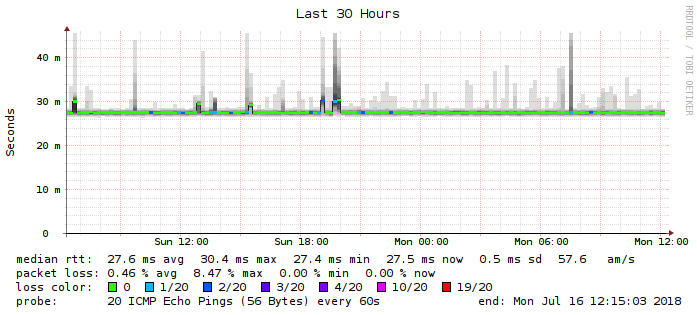 Last 30 Hours
RRDTOOL / TOBI OETIKER
Seconds
40 m
30 m
20 m
10 m
0
Sun 12:00 Sun 18:00 Mon 00:00 Mon 06:00 Mon 12:00
median rtt: 27.6 ms avg 30.4 ms max 27.4 ms min 27.5 ms now 0.5 ms sd 57.6 am/s
packet loss: 0.46 % avg 8.47 % max 0.00 % min 0.00 % now
loss color: 0 1/20 2/20 3/20 4/20 10/20 19/20
probe: 20 ICMP Echo Pings (56 Bytes) every 60s end: Mon Jul 16 12:15:03 2018